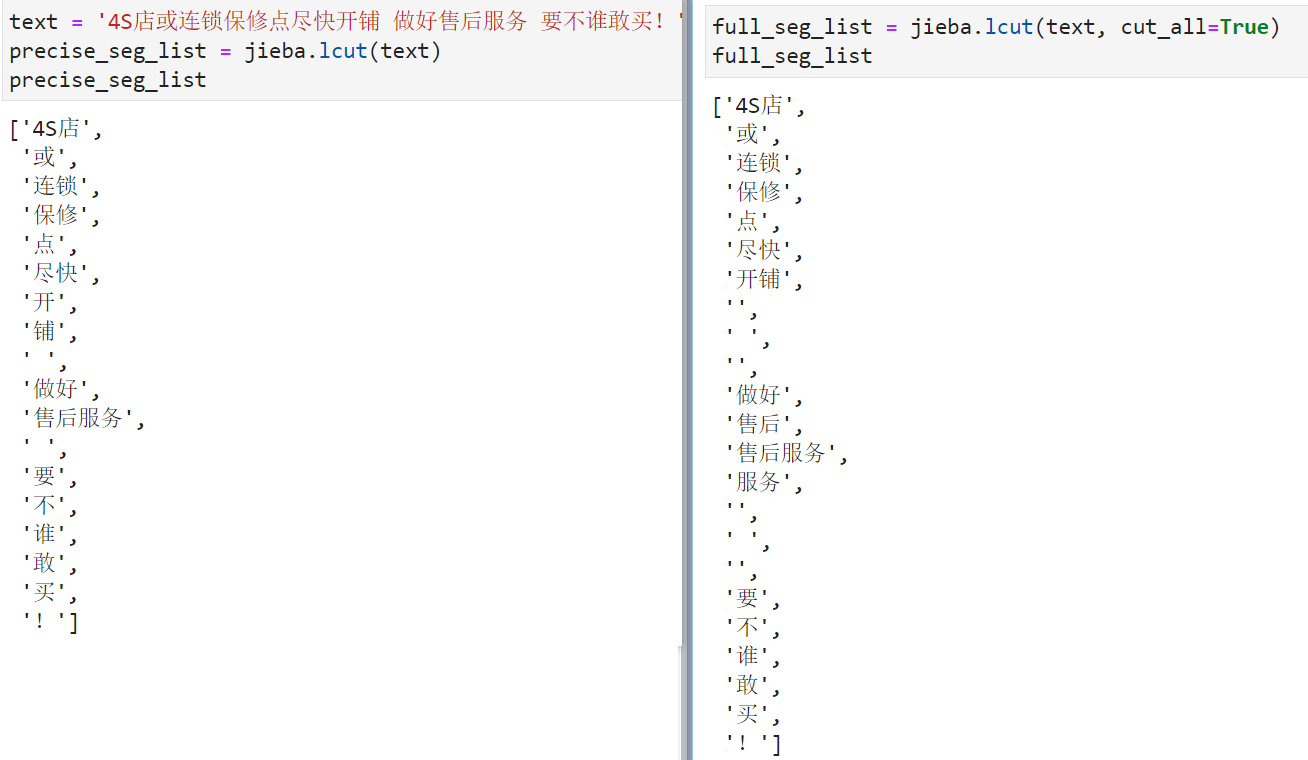 text = '4S店或连锁保修点尽快开铺 做好售后服务 要不谁敢买！'
precise_seg_list = jieba.lcut(text)
precise_seg_list
['4S店',
 '或',
 '连锁',
 '保修',
 '点',
 '尽快',
 '开',
 '铺',
 ' ',
 '做好',
 '售后服务',
 ' ',
 '要',
 '不',
 '谁',
 '敢',
 '买',
 '！']
full_seg_list = jieba.lcut(text, cut_all=True)
full_seg_list
['4S店',
 '或',
 '连锁',
 '保修',
 '点',
 '尽快',
 '开铺',
 '',
 ' ',
 '',
 '做好',
 '售后',
 '售后服务',
 '服务',
 '',
 ' ',
 '',
 '要',
 '不',
 '谁',
 '敢',
 '买',
 '！']